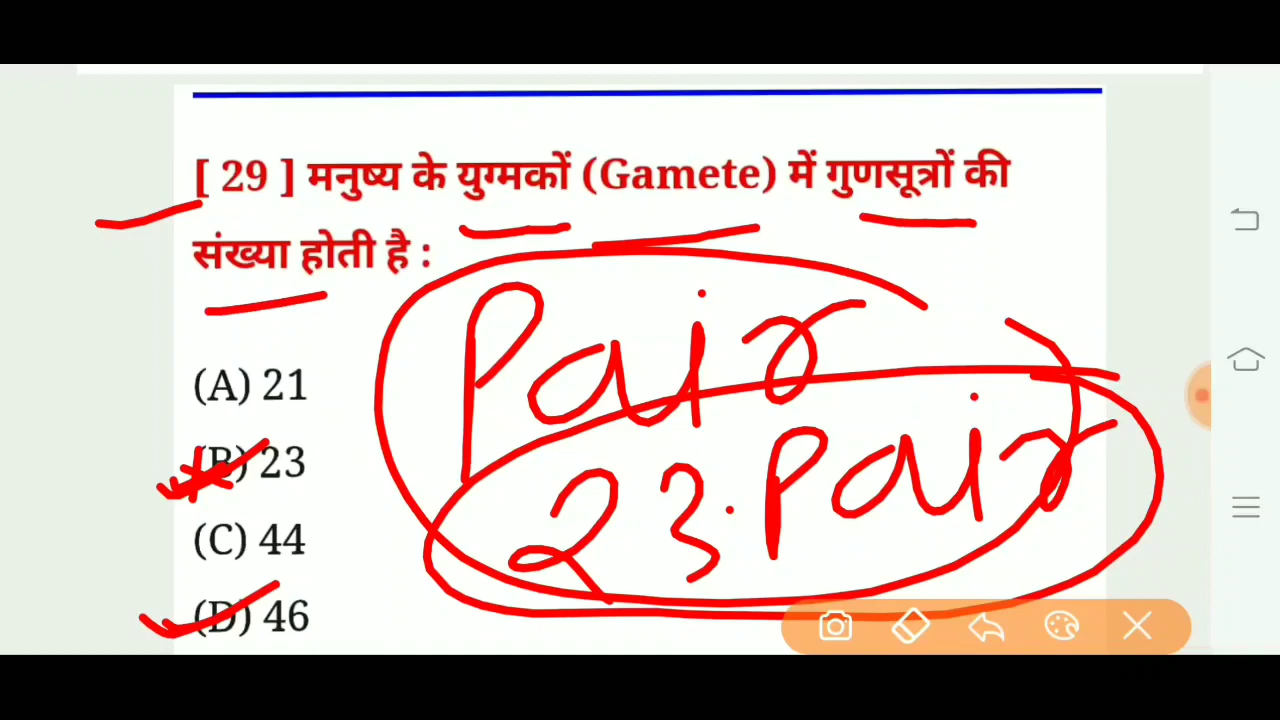 [ 29 ] मनुष्य के युग्मकों (Gamete) में गुणसूत्रों की
संख्या होती है :
Pair
(A) 21
(B) 23
23. Pair
(C) 44
(D) 46